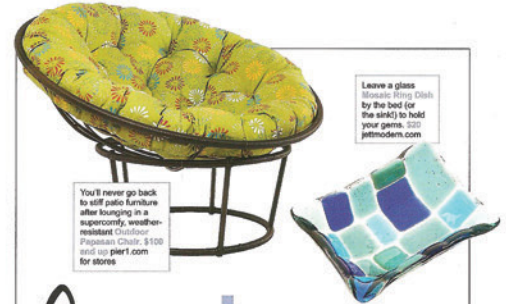 Leave a glass
Mosaic Ring Dish
by the bed (or
the sink!) to hold
your gems. $20
jettmodern.com
You'll never go back
to stiff patio furniture
after lounging in a
supercomfy, weather-
resistant Outdoor
Papasan Chair. $100
and up pier1.com
for stores